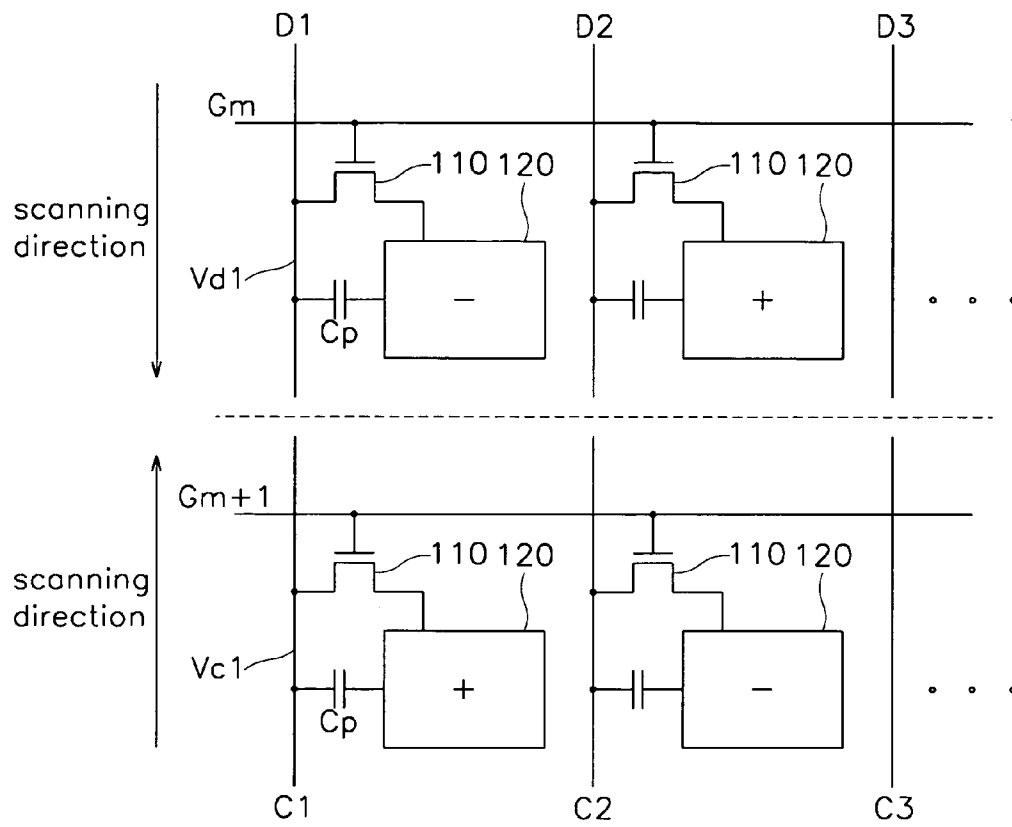 D1 D2 D3
Gm
110 120 110 120
scanning
direction
Vd1
− +
Cp
Gm+1
110 120 110 120
scanning
direction
Vc1
+ −
Cp
C1 C2 C3